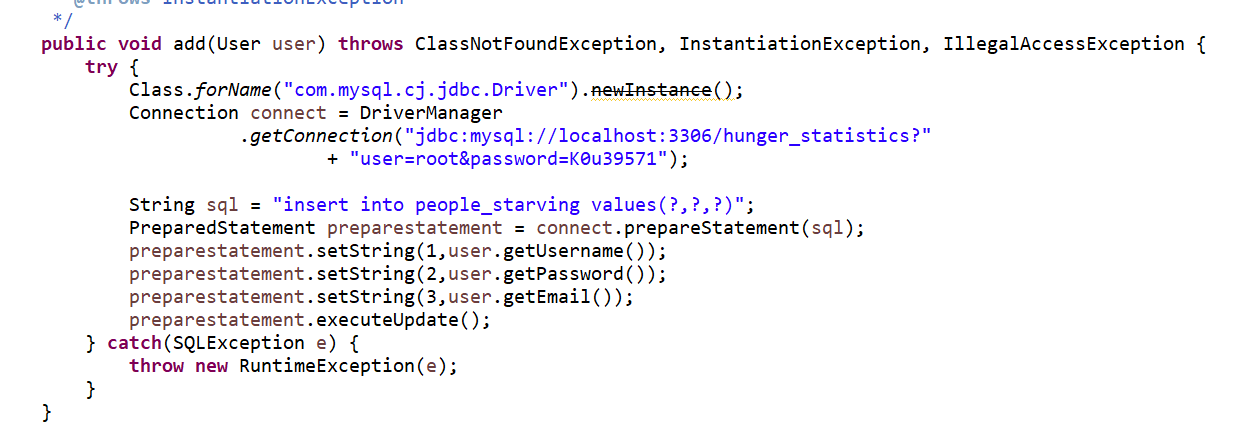 @throws InstantiationException
*/
public void add(User user) throws ClassNotFoundException, InstantiationException, IllegalAccessException {
try {
Class.forName("com.mysql.cj.jdbc.Driver").newInstance();
Connection connect = DriverManager
.getConnection("jdbc:mysql://localhost:3306/hunger_statistics?"
+ "user=root&password=K0u39571");
String sql = "insert into people_starving values(?,?,?)";
PreparedStatement preparestatement = connect.prepareStatement(sql);
preparestatement.setString(1,user.getUsername());
preparestatement.setString(2,user.getPassword());
preparestatement.setString(3,user.getEmail());
preparestatement.executeUpdate();
} catch(SQLException e) {
throw new RuntimeException(e);
}
}